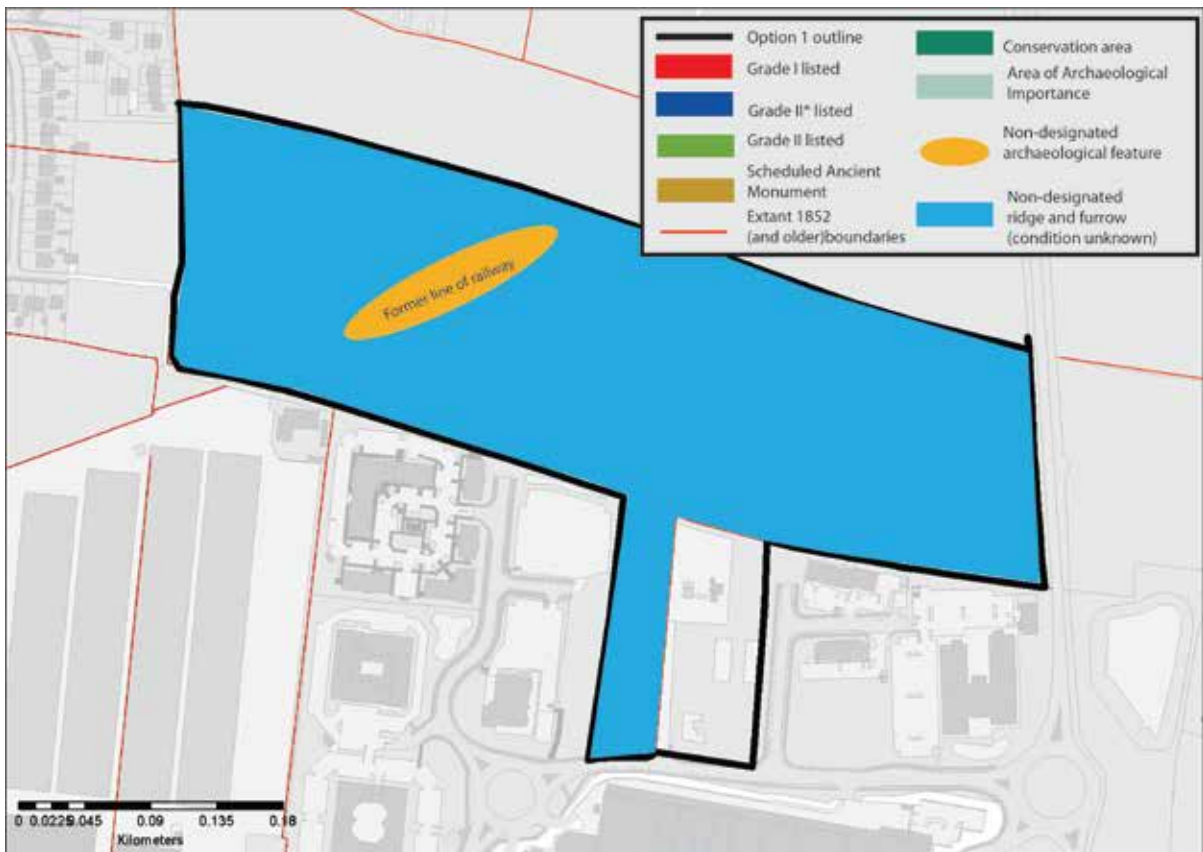 Option 1 outline
Grade I listed
Grade II* listed
Grade II listed
Scheduled Ancient
Monument
Extant 1852
(and older)boundaries
Conservation area
Area of Archaeological
Importance
Non-designated
archaeological feature
Non-designated
ridge and furrow
(condition unknown)
Former line of railway
0 0.0225 0.045 0.09 0.135 0.18
Kilometers